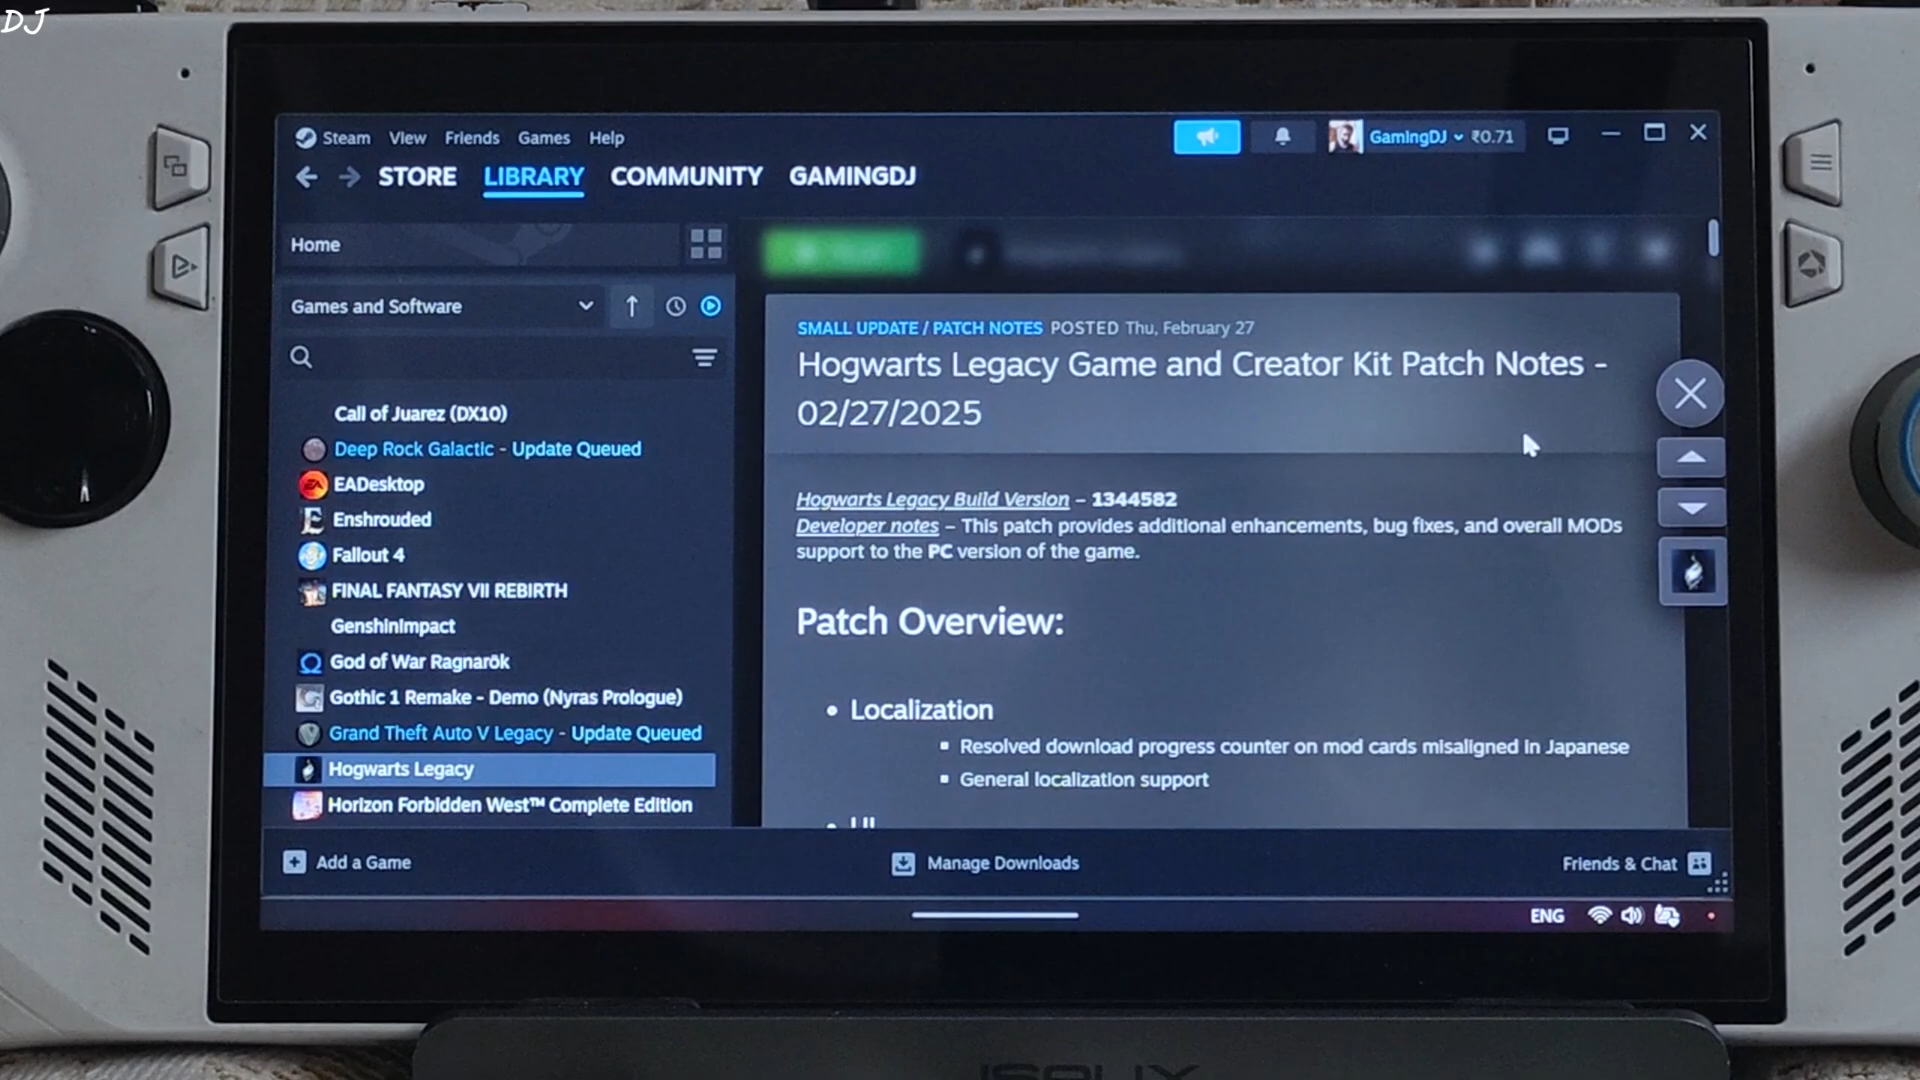 DJ
Steam View Friends Games Help
GamingDJ ₹0.71
STORE LIBRARY COMMUNITY GAMINGDJ
Home
Games and Software
Call of Juarez (DX10)
Deep Rock Galactic - Update Queued
EADesktop
Enshrouded
Fallout 4
FINAL FANTASY VII REBIRTH
GenshinImpact
God of War Ragnarök
Gothic 1 Remake - Demo (Nyras Prologue)
Grand Theft Auto V Legacy - Update Queued
Hogwarts Legacy
Horizon Forbidden West™ Complete Edition
SMALL UPDATE / PATCH NOTES POSTED Thu, February 27
Hogwarts Legacy Game and Creator Kit Patch Notes -
02/27/2025
Hogwarts Legacy Build Version – 1344582
Developer notes – This patch provides additional enhancements, bug fixes, and overall MODs
support to the PC version of the game.
Patch Overview:
• Localization
▪ Resolved download progress counter on mod cards misaligned in Japanese
▪ General localization support
• UI
Add a Game
Manage Downloads
Friends & Chat
ENG